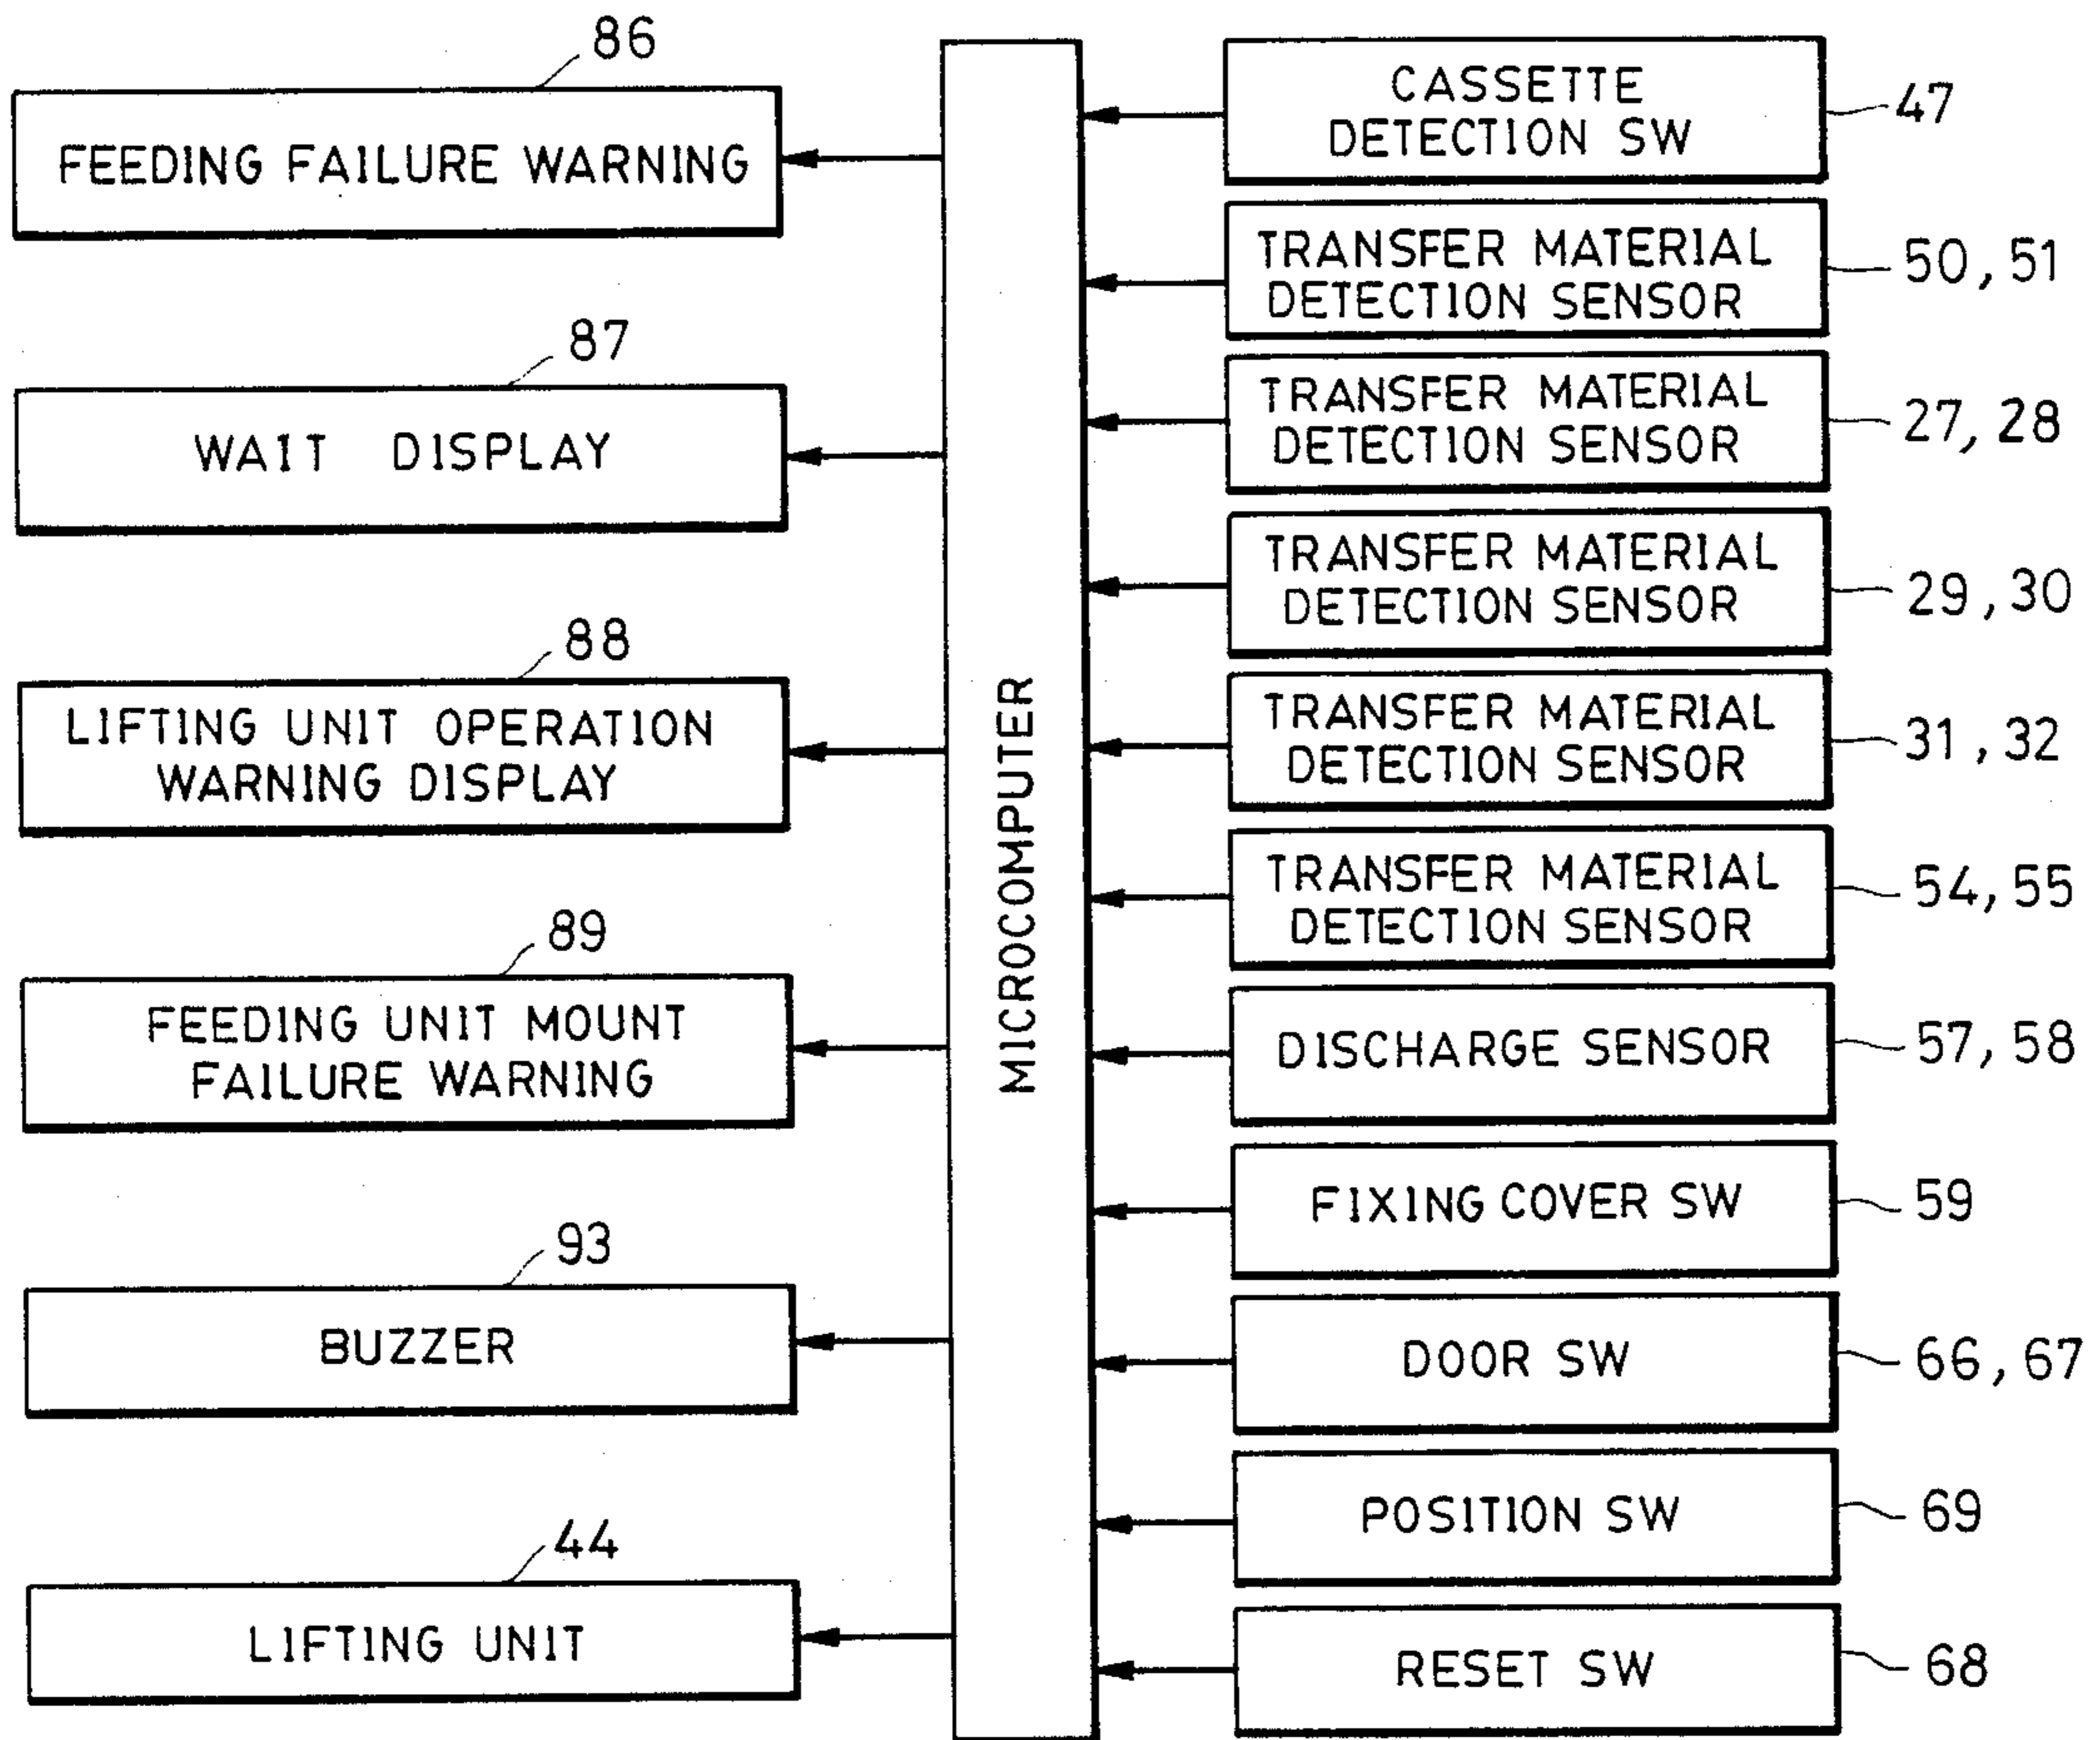 86
FEEDING FAILURE WARNING
87
WAIT DISPLAY
88
LIFTING UNIT OPERATION
WARNING DISPLAY
89
FEEDING UNIT MOUNT
FAILURE WARNING
93
BUZZER
44
LIFTING UNIT
MICROCOMPUTER
CASSETTE
DETECTION SW
47
TRANSFER MATERIAL
DETECTION SENSOR
50, 51
TRANSFER MATERIAL
DETECTION SENSOR
27, 28
TRANSFER MATERIAL
DETECTION SENSOR
29, 30
TRANSFER MATERIAL
DETECTION SENSOR
31, 32
TRANSFER MATERIAL
DETECTION SENSOR
54, 55
DISCHARGE SENSOR
57, 58
FIXING COVER SW
59
DOOR SW
66, 67
POSITION SW
69
RESET SW
68